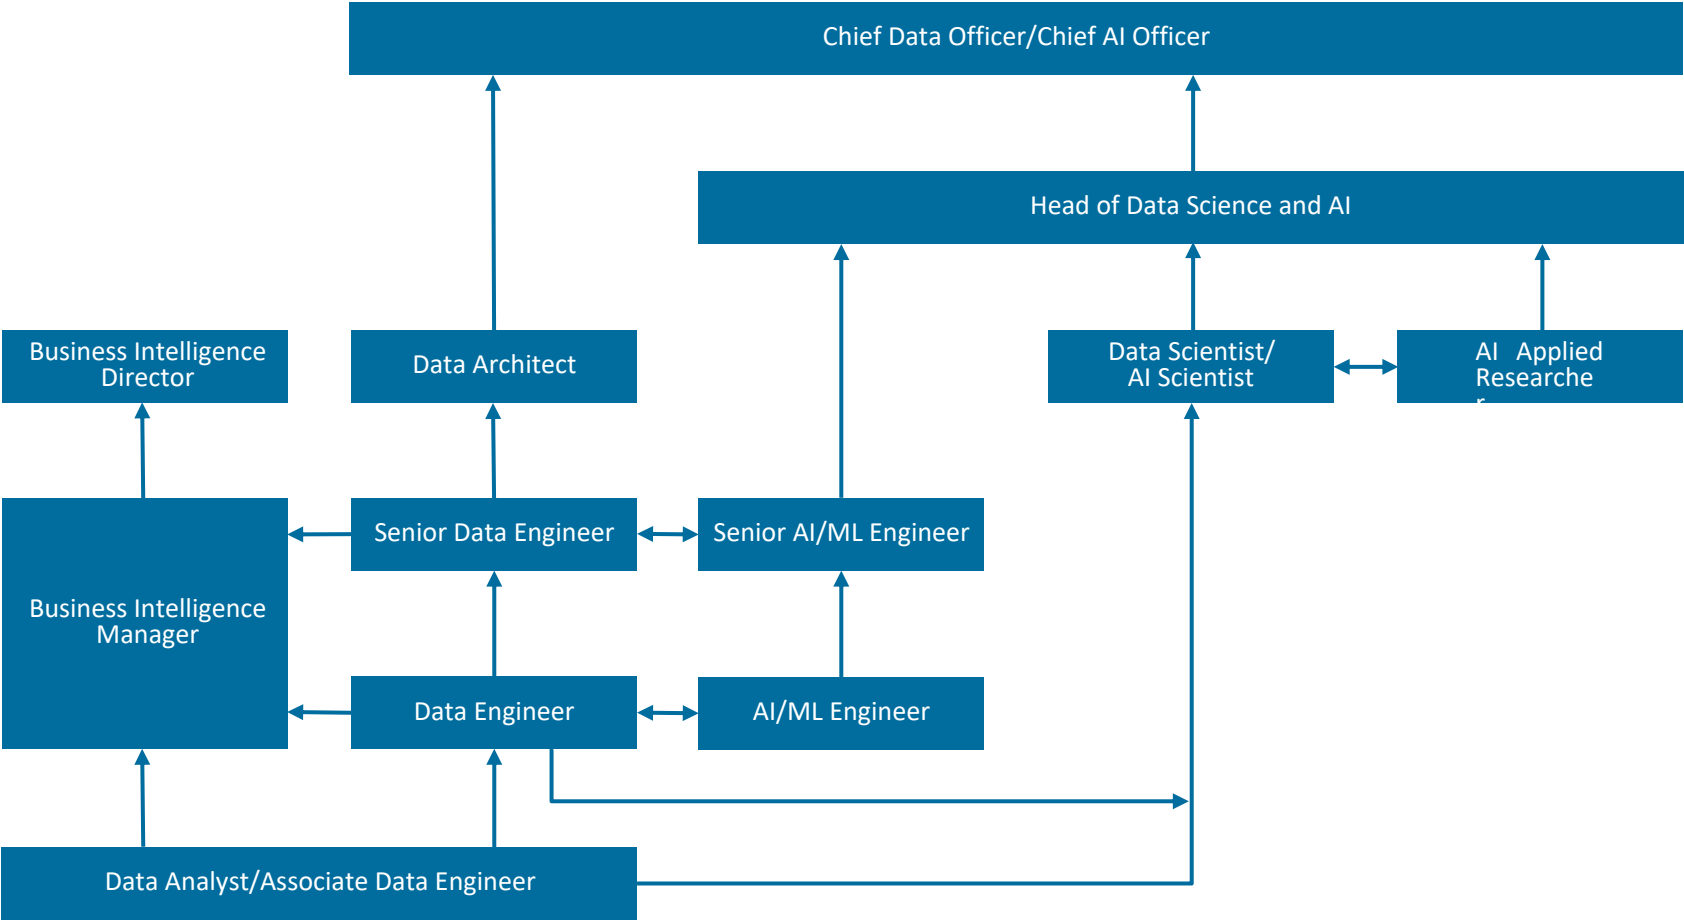 Chief Data Officer/Chief AI Officer
Head of Data Science and AI
Business Intelligence
Director
Data Architect
Data Scientist/
AI Scientist
AI Applied
Researche
r
Senior Data Engineer
Senior AI/ML Engineer
Business Intelligence
Manager
Data Engineer
AI/ML Engineer
Data Analyst/Associate Data Engineer